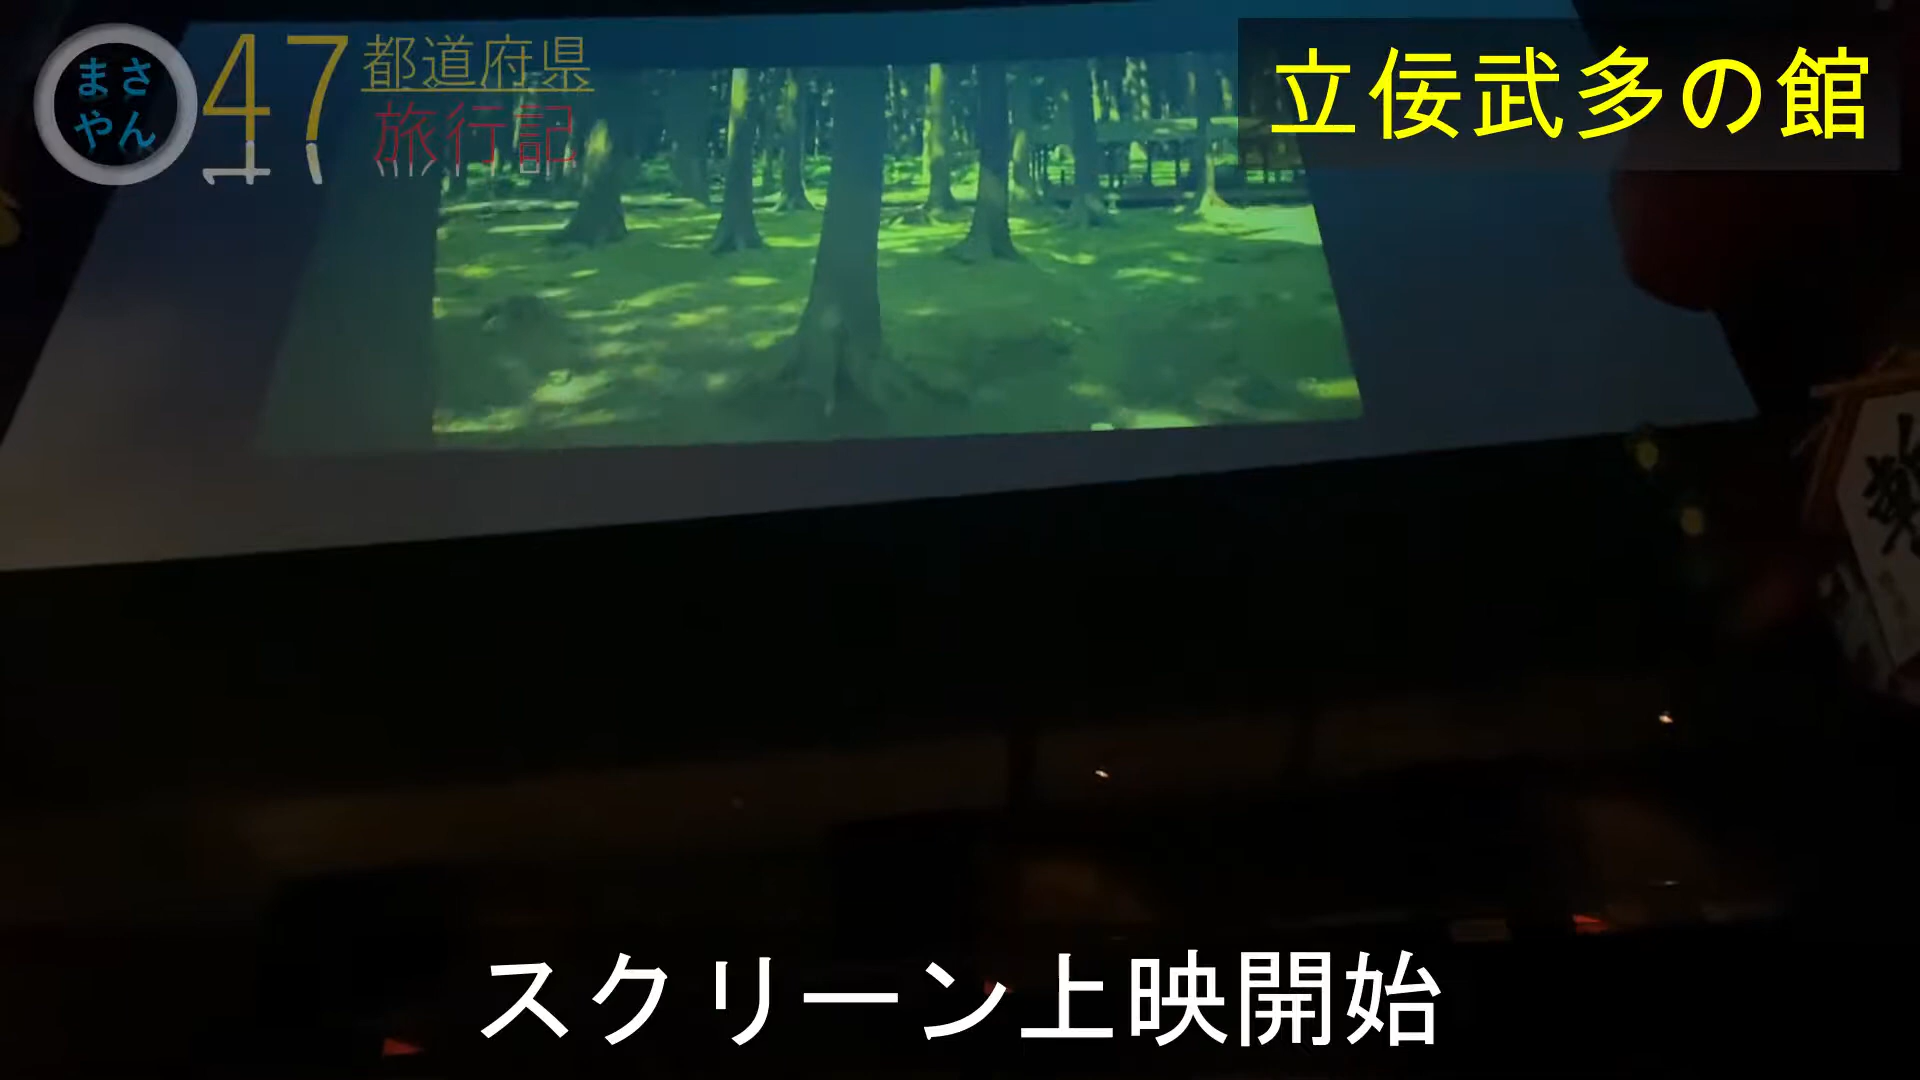 まさ
やん
47
都道府県
旅行記
立佞武多の館
スクリーン上映開始